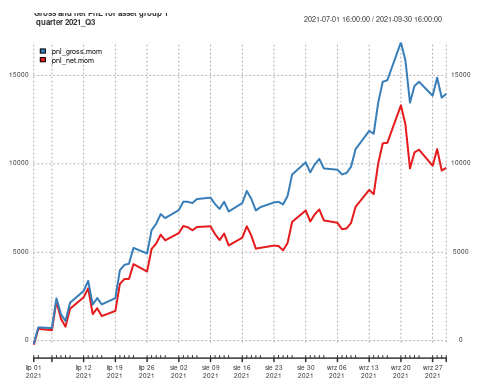 Gross and net PnL for asset group 1
quarter 2021_Q3
2021-07-01 16:00:00 / 2021-09-30 16:00:00
pnl_gross.mom
pnl_net.mom
15000 15000
10000 10000
5000 5000
0 0
lip 01 lip 12 lip 19 lip 26 sie 02 sie 09 sie 16 sie 23 sie 30 wrz 06 wrz 13 wrz 20 wrz 27
2021 2021 2021 2021 2021 2021 2021 2021 2021 2021 2021 2021 2021